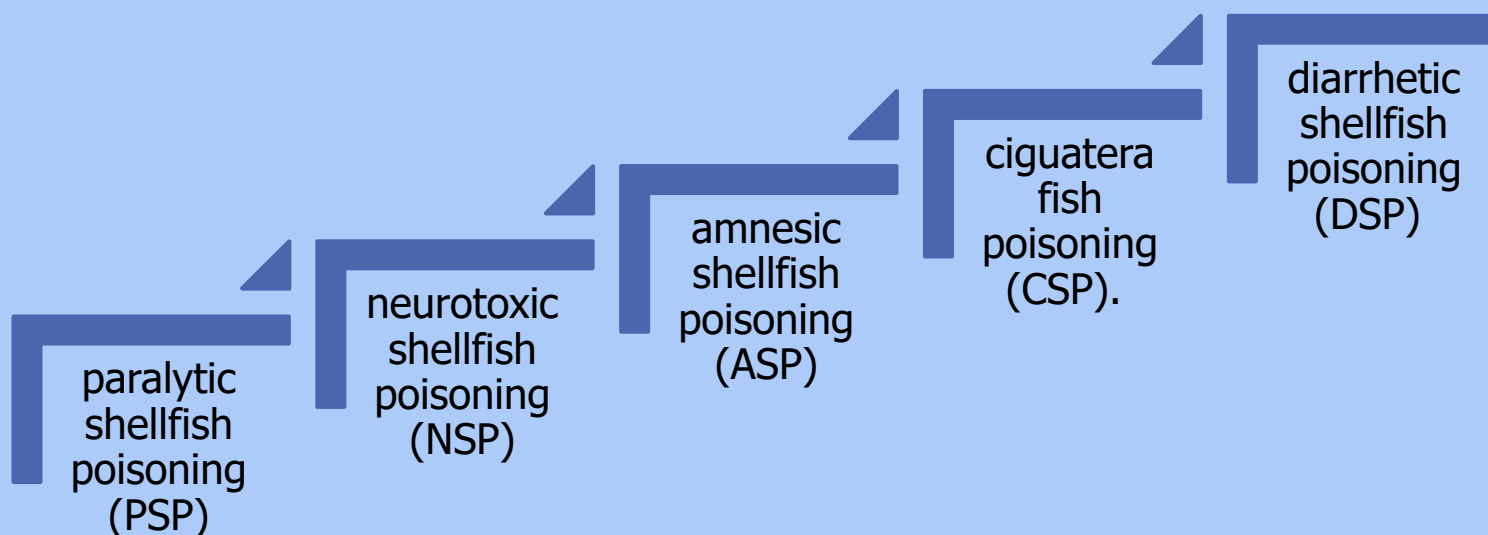 paralytic
shellfish
poisoning
(PSP)
neurotoxic
shellfish
poisoning
(NSP)
amnesic
shellfish
poisoning
(ASP)
ciguatera
fish
poisoning
(CSP).
diarrhetic
shellfish
poisoning
(DSP)